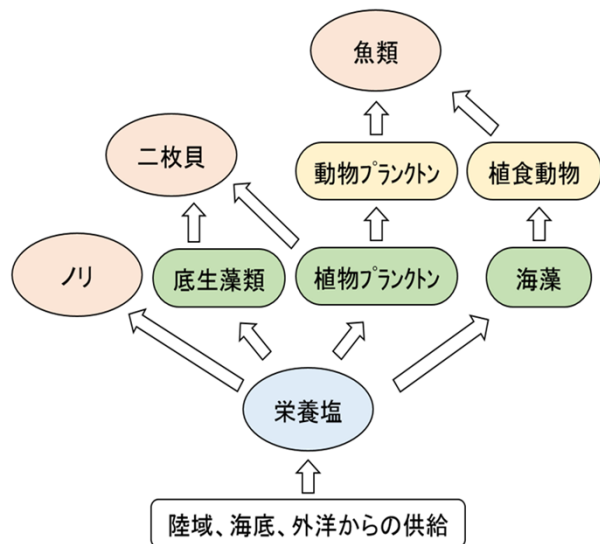 魚類
二枚貝
動物ﾌﾟﾗﾝｸﾄﾝ
植食動物
ノリ
底生藻類
植物ﾌﾟﾗﾝｸﾄﾝ
海藻
栄養塩
陸域、海底、外洋からの供給